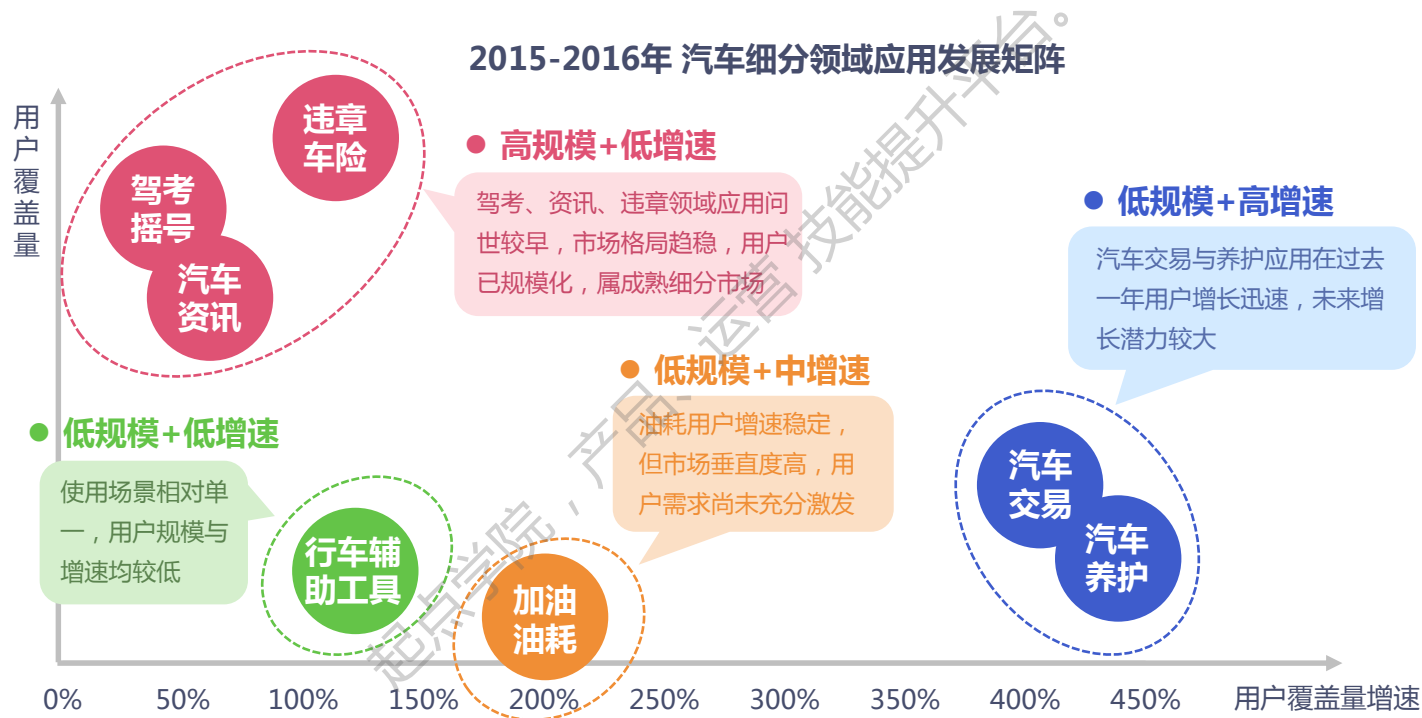 2015-2016年 汽车细分领域应用发展矩阵
用户覆盖量
违章
车险
驾考
摇号
汽车
资讯
高规模+低增速
驾考、资讯、违章领域应用问
世较早，市场格局趋稳，用户
已规模化，属成熟细分市场
低规模+高增速
汽车交易与养护应用在过去
一年用户增长迅速，未来增
长潜力较大
低规模+中增速
油耗用户增速稳定，
但市场垂直度高，用
户需求尚未充分激发
低规模+低增速
使用场景相对单
一，用户规模与
增速均较低
行车辅
助工具
加油
油耗
汽车
交易
汽车
养护
0% 50% 100% 150% 200% 250% 300% 350% 400% 450% 用户覆盖量增速
起点学院，产品、运营 技能提升平台。